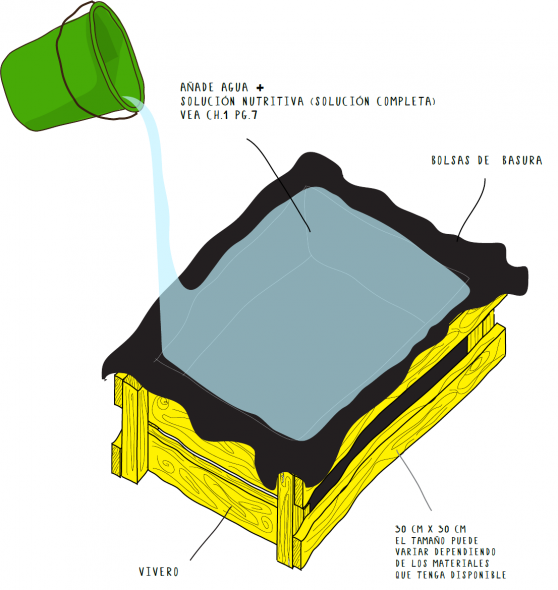 AÑADE AGUA +
SOLUCIÓN NUTRITIVA (SOLUCIÓN COMPLETA)
VEA CH.1 PG.7
BOLSAS DE BASURA
30 CM X 30 CM
EL TAMAÑO PUEDE
VARIAR DEPENDIENDO
DE LOS MATERIALES
QUE TENGA DISPONIBLE
VIVERO